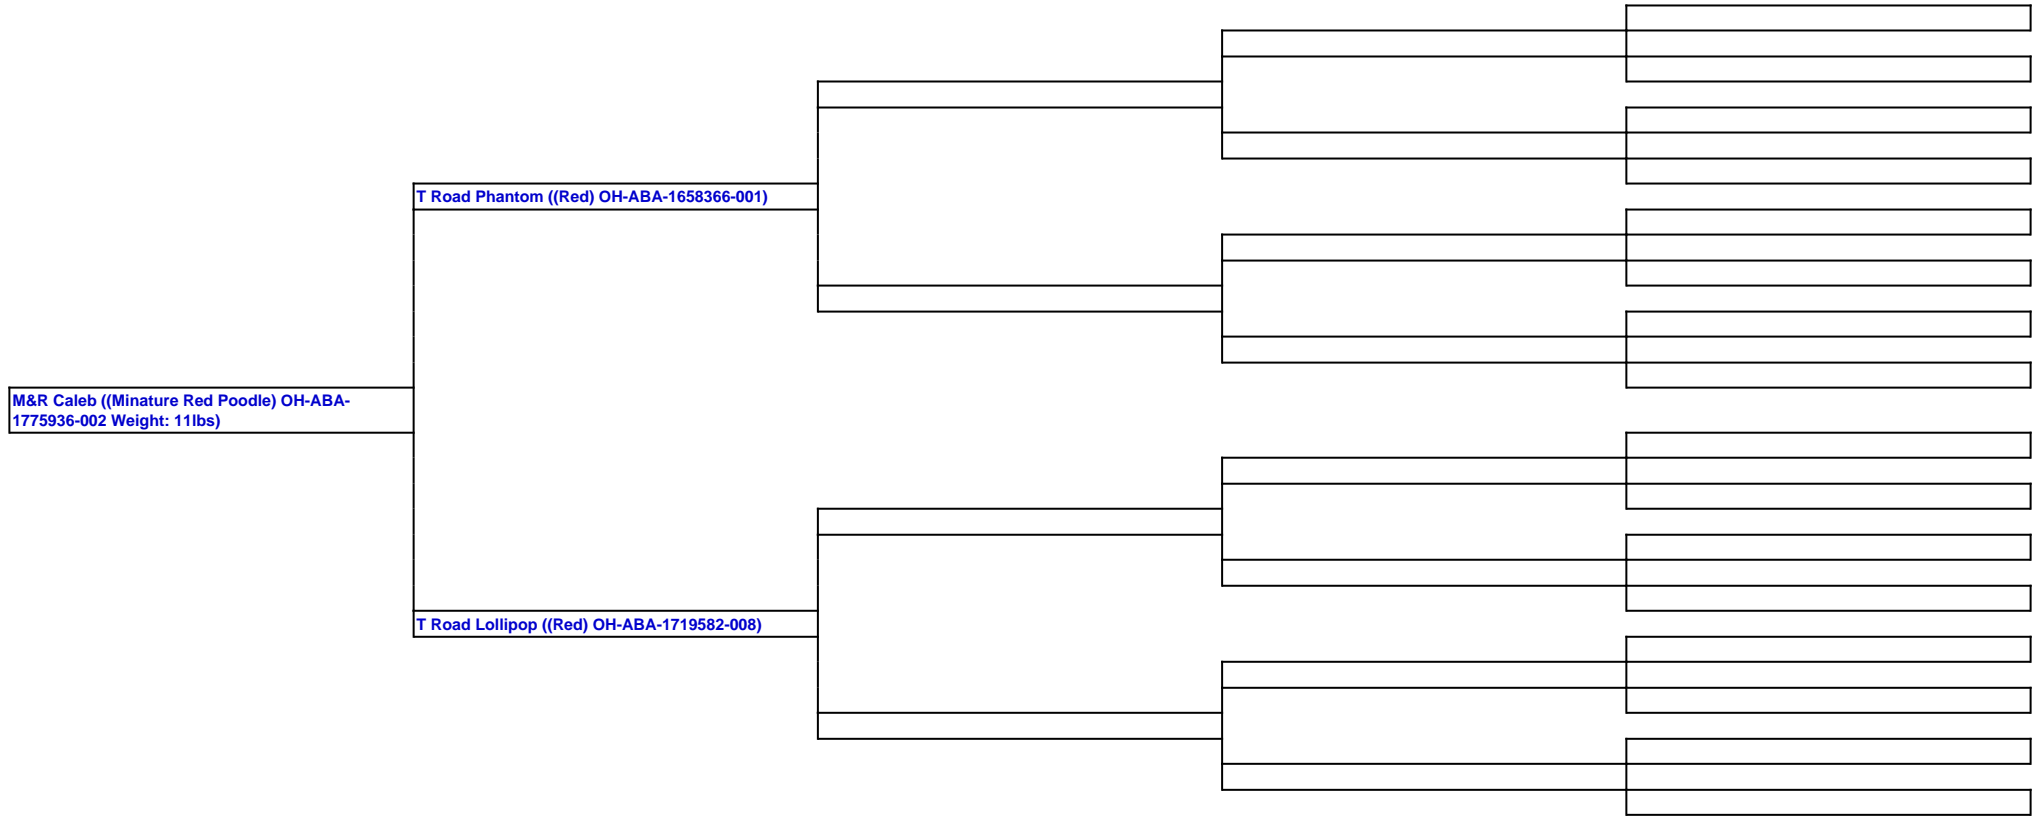 T Road Phantom ((Red) OH-ABA-1658366-001)
M&R Caleb ((Minature Red Poodle) OH-ABA-
1775936-002 Weight: 11lbs)
T Road Lollipop ((Red) OH-ABA-1719582-008)